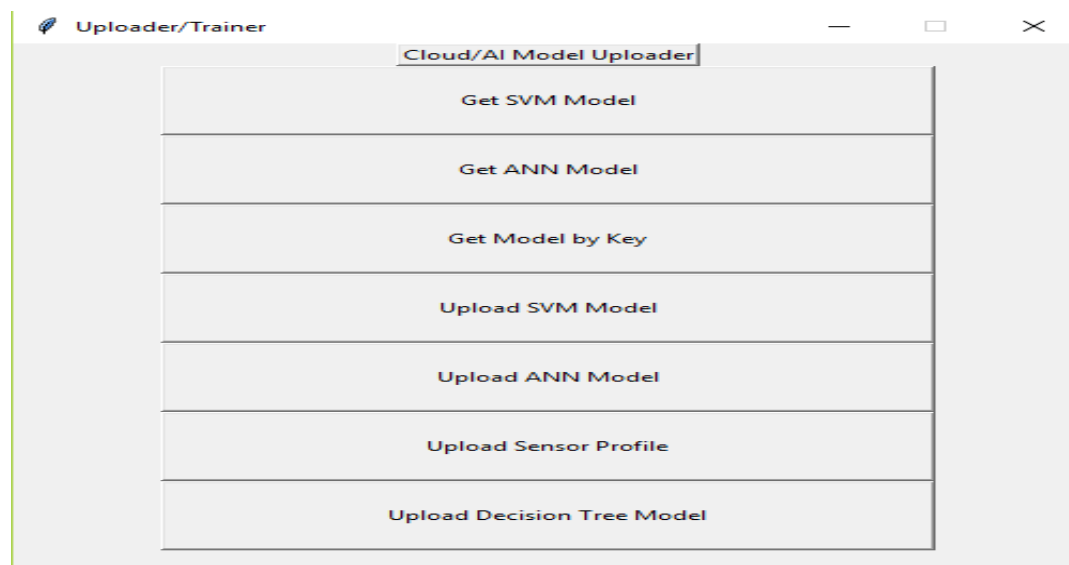 Uploader/Trainer
Cloud/AI Model Uploader
Get SVM Model
Get ANN Model
Get Model by Key
Upload SVM Model
Upload ANN Model
Upload Sensor Profile
Upload Decision Tree Model